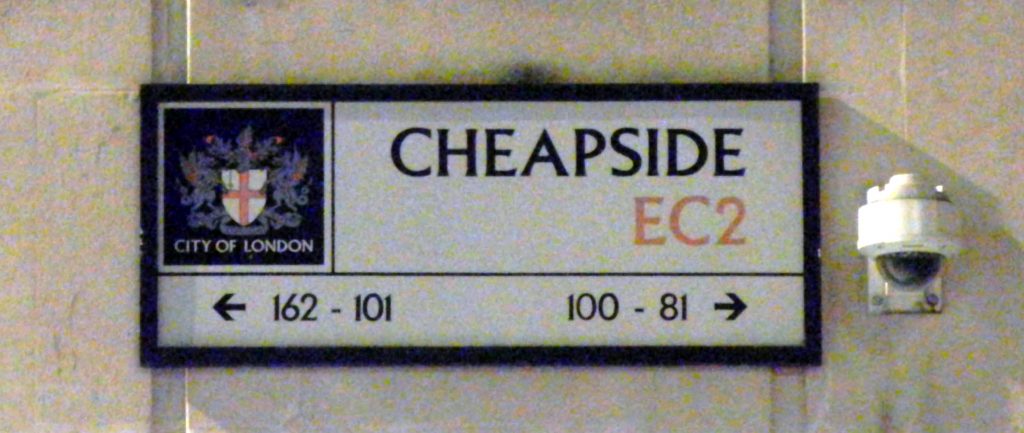 CHEAPSIDE
EC2
CITY OF LONDON
← 162 - 101
100 - 81 →